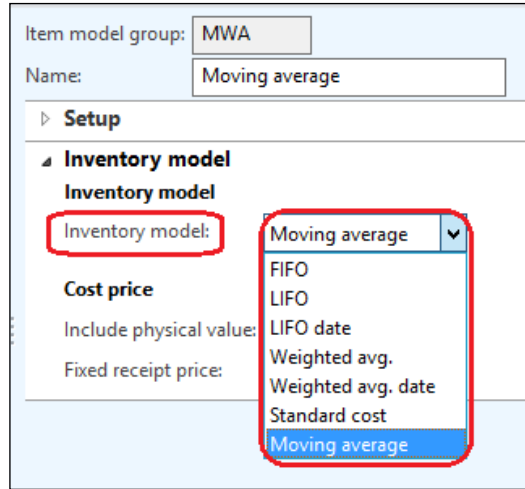 Item model group: MWA
Name: Moving average
Setup
Inventory model
Inventory model
Inventory model: Moving average
FIFO
Cost price LIFO
Include physical value: LIFO date
Weighted avg.
Fixed receipt price: Weighted avg. date
Standard cost
Moving average